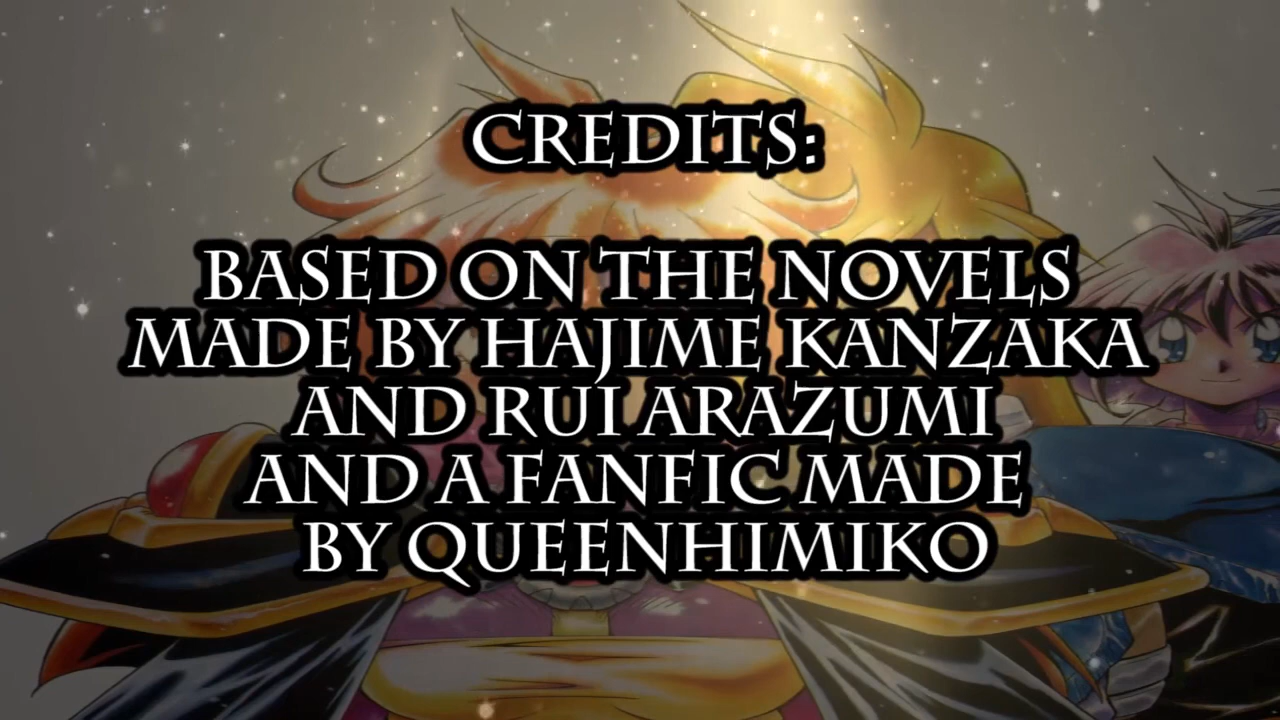 CREDITS:
BASED ON THE NOVELS
MADE BY HAJIME KANZAKA
AND RUI ARAZUMI
AND A FANFIC MADE
BY QUEENHIMIKO